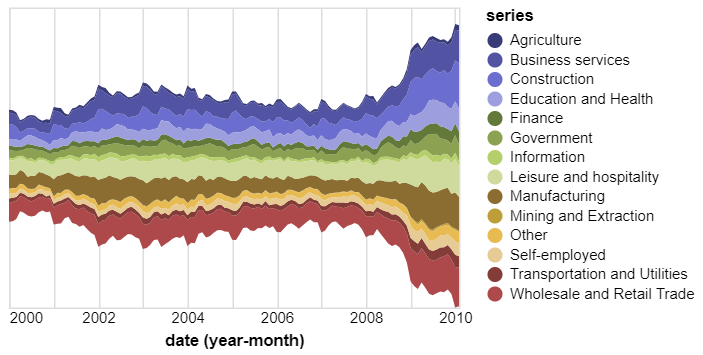 series
Agriculture
Business services
Construction
Education and Health
Finance
Government
Information
Leisure and hospitality
Manufacturing
Mining and Extraction
Other
Self-employed
Transportation and Utilities
Wholesale and Retail Trade
2000 2002 2004 2006 2008 2010
date (year-month)